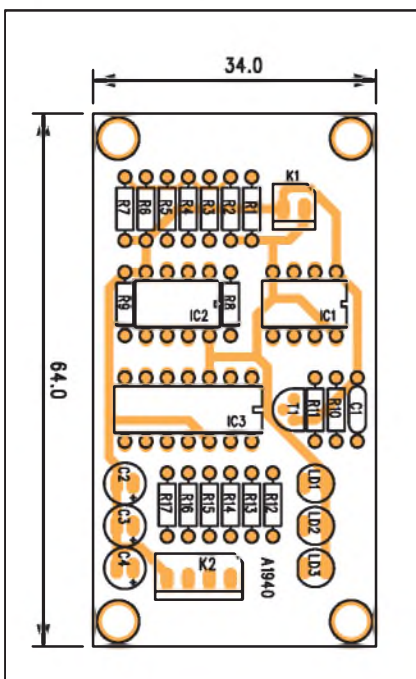 34.0
64.0
K1
R7 R6 R5 R4 R3 R2 R1
R9 IC2 R8 IC1
IC3 T1 R11 R10 C1
C2 R17 R16 R15 R14 R13 R12 LD1
C3 LD2
C4 K2 A1940 LD3